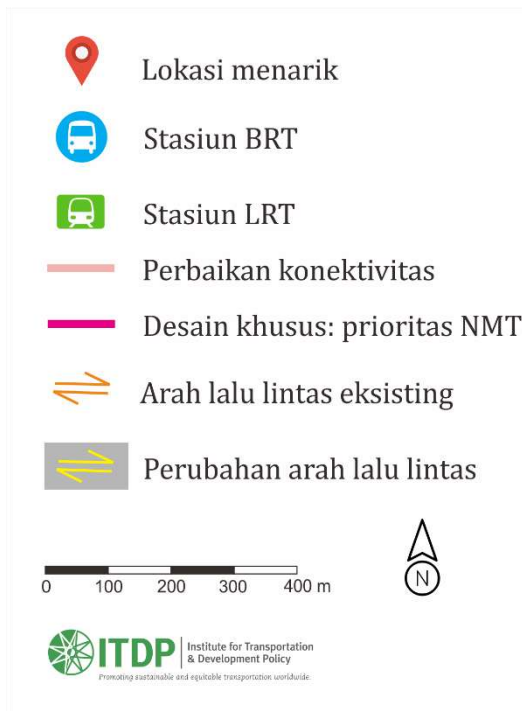 Lokasi menarik
Stasiun BRT
Stasiun LRT
Perbaikan konektivitas
Desain khusus: prioritas NMT
Arah lalu lintas eksisting
Perubahan arah lalu lintas
N
0 100 200 300 400 m
ITDP Institute for Transportation
& Development Policy
Promoting sustainable and equitable transportation worldwide.